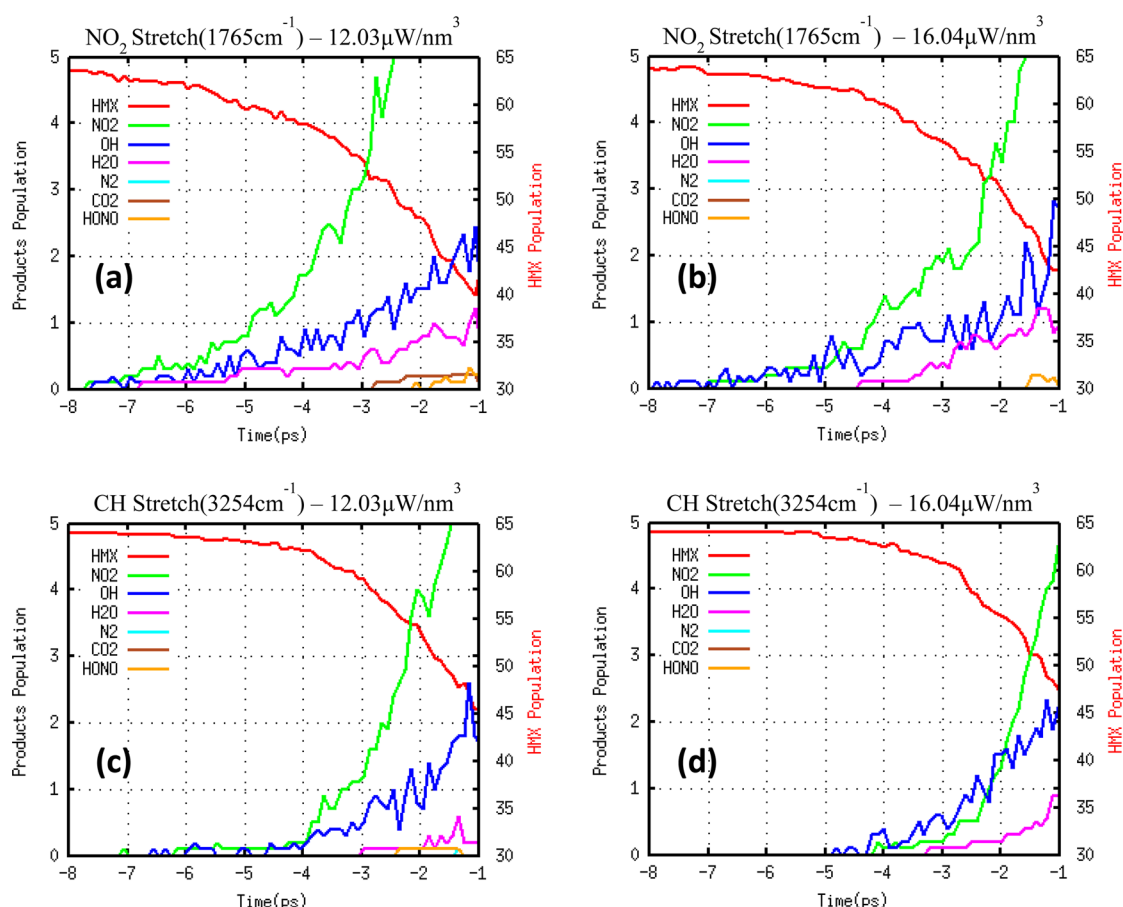 NO2 Stretch(1765cm-1) – 12.03µW/nm3
5
4
3
2
1
0
Products Population
HMX
NO2
OH
H2O
N2
CO2
HONO
(a)
65
60
55
50
45
40
35
30
HMX Population
-8 -7 -6 -5 -4 -3 -2 -1
Time(ps)
NO2 Stretch(1765cm-1) – 16.04µW/nm3
5
4
3
2
1
0
Products Population
HMX
NO2
OH
H2O
N2
CO2
HONO
(b)
65
60
55
50
45
40
35
30
HMX Population
-8 -7 -6 -5 -4 -3 -2 -1
Time(ps)
CH Stretch(3254cm-1) – 12.03µW/nm3
5
4
3
2
1
0
Products Population
HMX
NO2
OH
H2O
N2
CO2
HONO
(c)
65
60
55
50
45
40
35
30
HMX Population
-8 -7 -6 -5 -4 -3 -2 -1
Time(ps)
CH Stretch(3254cm-1) – 16.04µW/nm3
5
4
3
2
1
0
Products Population
HMX
NO2
OH
H2O
N2
CO2
HONO
(d)
65
60
55
50
45
40
35
30
HMX Population
-8 -7 -6 -5 -4 -3 -2 -1
Time(ps)